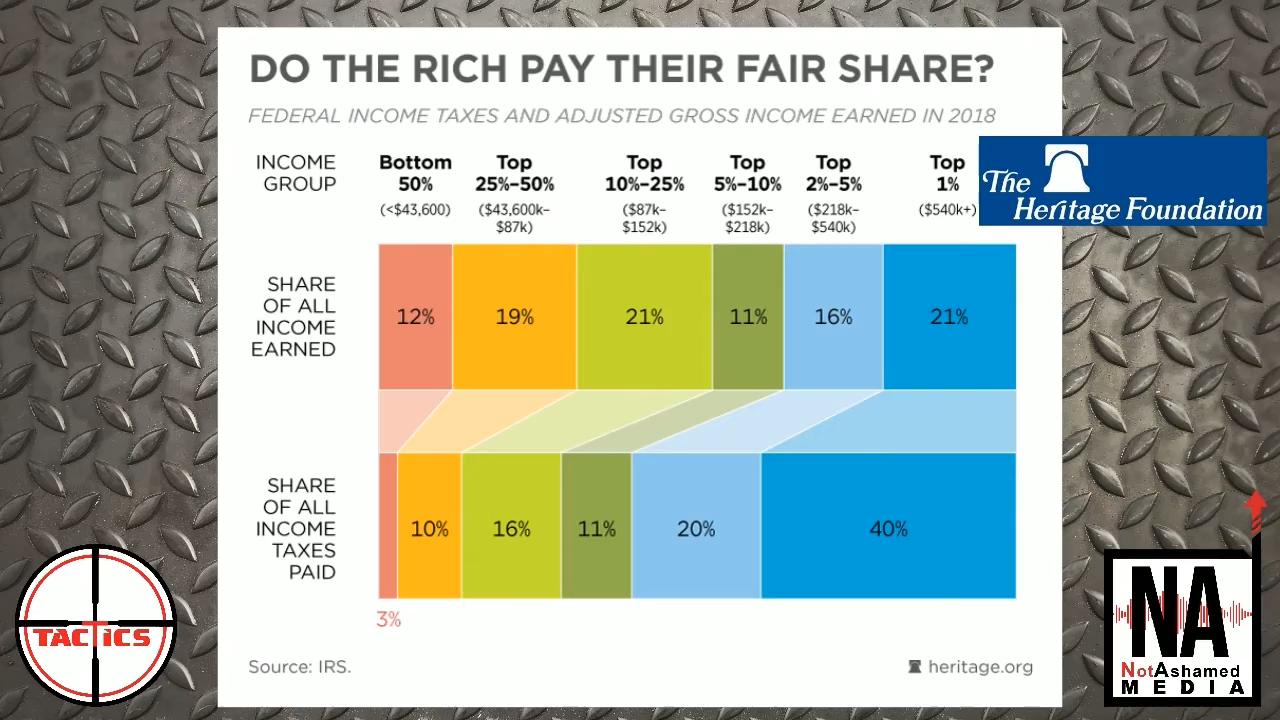 DO THE RICH PAY THEIR FAIR SHARE?
FEDERAL INCOME TAXES AND ADJUSTED GROSS INCOME EARNED IN 2018
INCOME
GROUP
Bottom
50%
(<$43,600)
Top
25%–50%
($43,600k–
$87k)
Top
10%–25%
($87k–
$152k)
Top
5%–10%
($152k–
$218k)
Top
2%–5%
($218k–
$540k)
Top
1%
($540k+)
The
Heritage Foundation
SHARE
OF ALL
INCOME
EARNED
12%
19%
21%
11%
16%
21%
SHARE
OF ALL
INCOME
TAXES
PAID
3%
10%
16%
11%
20%
40%
Source: IRS.
heritage.org
TACTICS
NA
NotAshamed
MEDIA